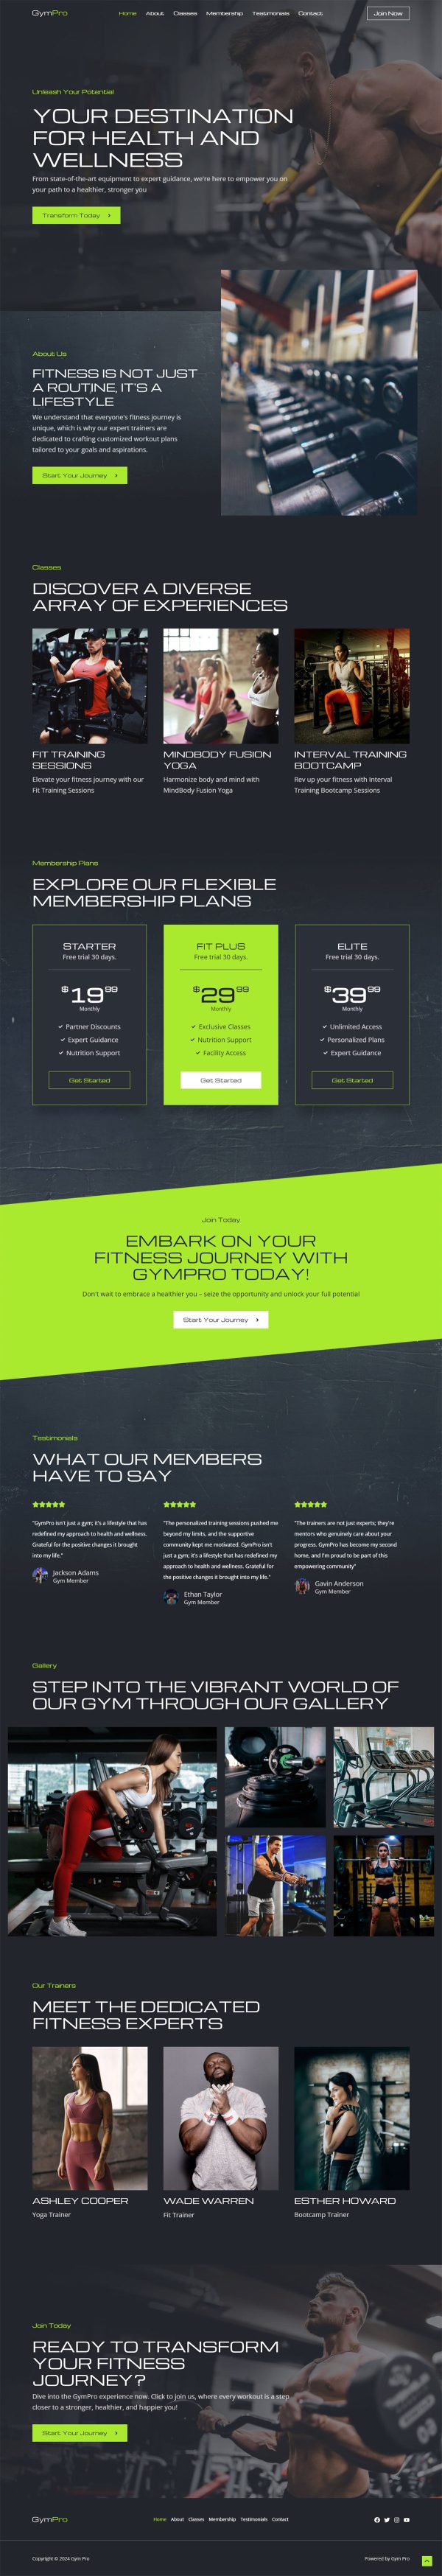 GymPro
Home About Classes Membership Testimonials Contact
Join Now
Unleash Your Potential
YOUR DESTINATION
FOR HEALTH AND
WELLNESS
From state-of-the-art equipment to expert guidance, we're here to empower you on
your path to a healthier, stronger you
Transform Today
About Us
FITNESS IS NOT JUST
A ROUTINE, IT'S A
LIFESTYLE
We understand that everyone's fitness journey is
unique, which is why our expert trainers are
dedicated to crafting customized workout plans
tailored to your goals and aspirations.
Start Your Journey
Classes
DISCOVER A DIVERSE
ARRAY OF EXPERIENCES
FIT TRAINING
SESSIONS
Elevate your fitness journey with our
Fit Training Sessions
MINDBODY FUSION
YOGA
Harmonize body and mind with
MindBody Fusion Yoga
INTERVAL TRAINING
BOOTCAMP
Rev up your fitness with Interval
Training Bootcamp Sessions
Membership Plans
EXPLORE OUR FLEXIBLE
MEMBERSHIP PLANS
STARTER
Free trial 30 days.
$19.99
Monthly
Partner Discounts
Expert Guidance
Nutrition Support
Get Started
FIT PLUS
Free trial 30 days.
$29.99
Monthly
Exclusive Classes
Nutrition Support
Facility Access
Get Started
ELITE
Free trial 30 days.
$39.99
Monthly
Unlimited Access
Personalized Plans
Expert Guidance
Get Started
Join Today
EMBARK ON YOUR
FITNESS JOURNEY WITH
GYMPRO TODAY!
Don't wait to embrace a healthier you – seize the opportunity and unlock your full potential
Start Your Journey
Testimonials
WHAT OUR MEMBERS
HAVE TO SAY
"GymPro isn't just a gym; it's a lifestyle that has
redefined my approach to health and wellness.
Grateful for the positive changes it brought
into my life."
Jackson Adams
Gym Member
"The personalized training sessions pushed me
beyond my limits, and the supportive
community kept me motivated. GymPro isn't
just a gym; it's a lifestyle that has redefined my
approach to health and wellness. Grateful for
the positive changes it brought into my life."
Ethan Taylor
Gym Member
"The trainers are not just experts; they're
mentors who genuinely care about your
progress. GymPro has become my second
home, and I'm proud to be part of this
empowering community"
Gavin Anderson
Gym Member
Gallery
STEP INTO THE VIBRANT WORLD OF
OUR GYM THROUGH OUR GALLERY
Our Trainers
MEET THE DEDICATED
FITNESS EXPERTS
ASHLEY COOPER
Yoga Trainer
WADE WARREN
Fit Trainer
ESTHER HOWARD
Bootcamp Trainer
Join Today
READY TO TRANSFORM
YOUR FITNESS
JOURNEY?
Dive into the GymPro experience now. Click to join us, where every workout is a step
closer to a stronger, healthier, and happier you!
Start Your Journey
GymPro
Home About Classes Membership Testimonials Contact
Copyright © 2024 Gym Pro
Powered by Gym Pro